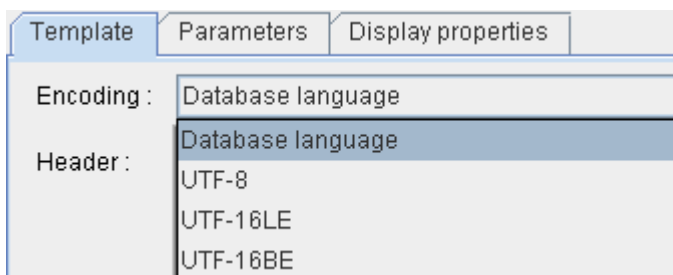 Template Parameters Display properties
Encoding : Database language
Database language
Header :
UTF-8
UTF-16LE
UTF-16BE